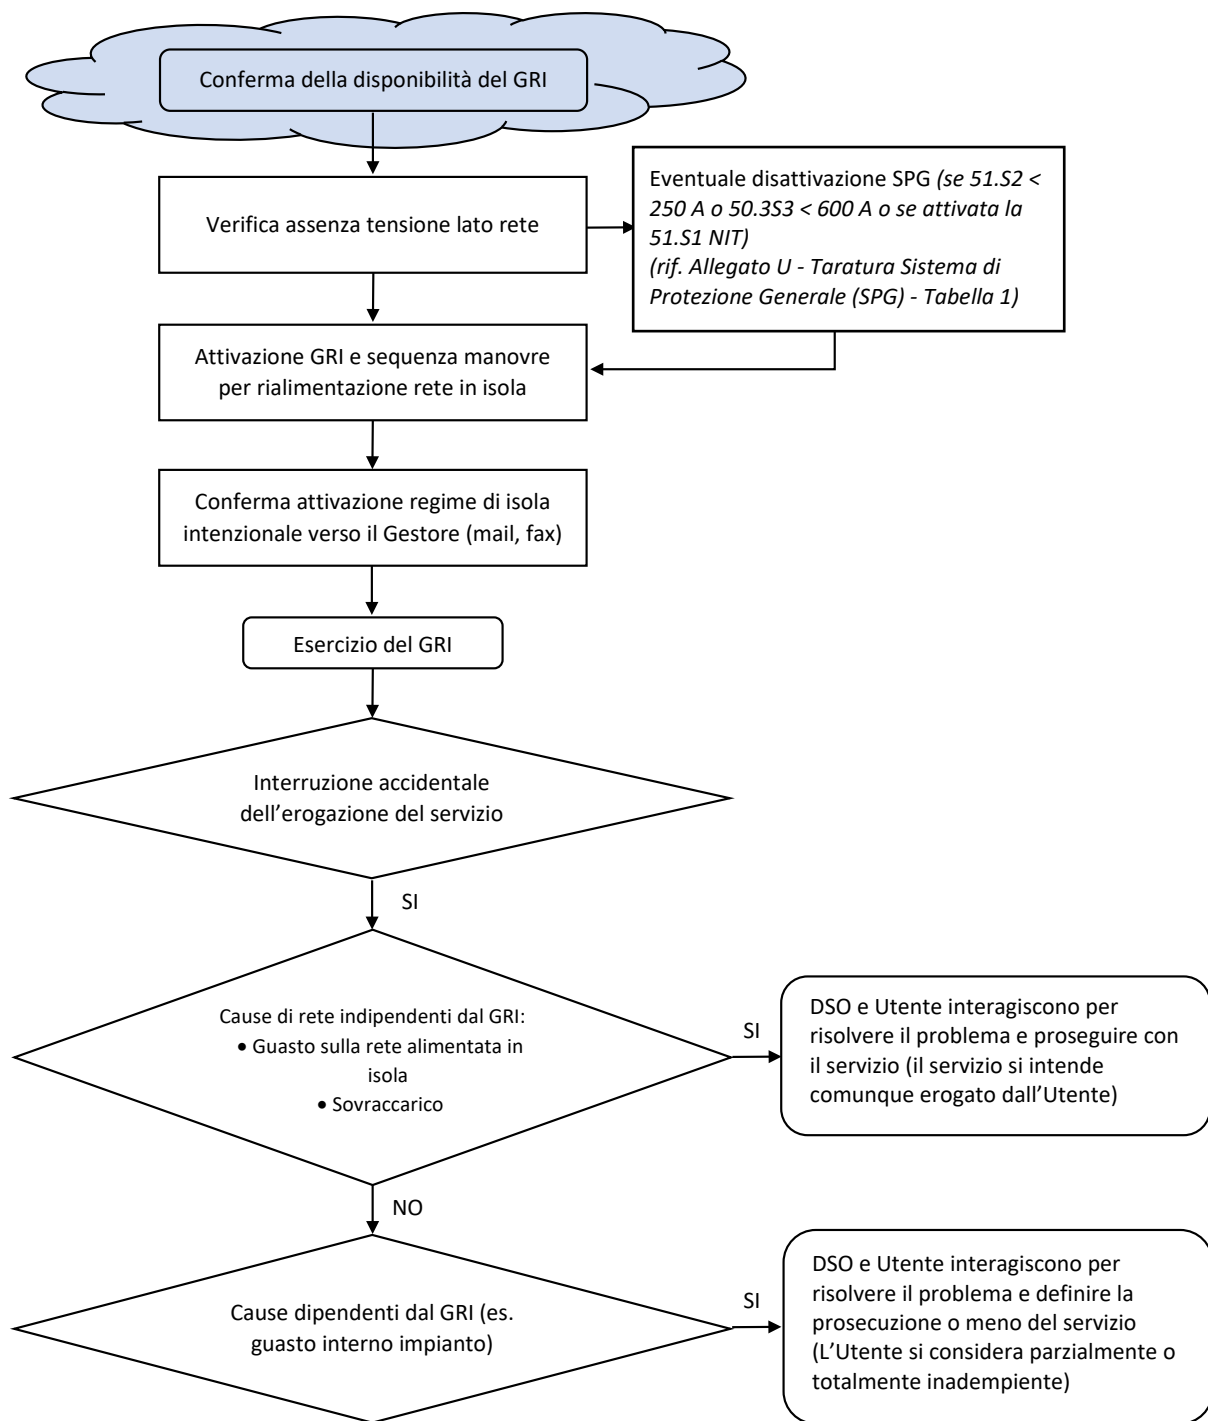 Conferma della disponibilità del GRI
Verifica assenza tensione lato rete
Eventuale disattivazione SPG (se 51.S2 <
250 A o 50.3S3 < 600 A o se attivata la
51.S1 NIT)
(rif. Allegato U - Taratura Sistema di
Protezione Generale (SPG) - Tabella 1)
Attivazione GRI e sequenza manovre
per rialimentazione rete in isola
Conferma attivazione regime di isola
intenzionale verso il Gestore (mail, fax)
Esercizio del GRI
Interruzione accidentale
dell’erogazione del servizio
SI
Cause di rete indipendenti dal GRI:
• Guasto sulla rete alimentata in
isola
• Sovraccarico
SI
DSO e Utente interagiscono per
risolvere il problema e proseguire con
il servizio (il servizio si intende
comunque erogato dall’Utente)
NO
Cause dipendenti dal GRI (es.
guasto interno impianto)
SI
DSO e Utente interagiscono per
risolvere il problema e definire la
prosecuzione o meno del servizio
(L’Utente si considera parzialmente o
totalmente inadempiente)